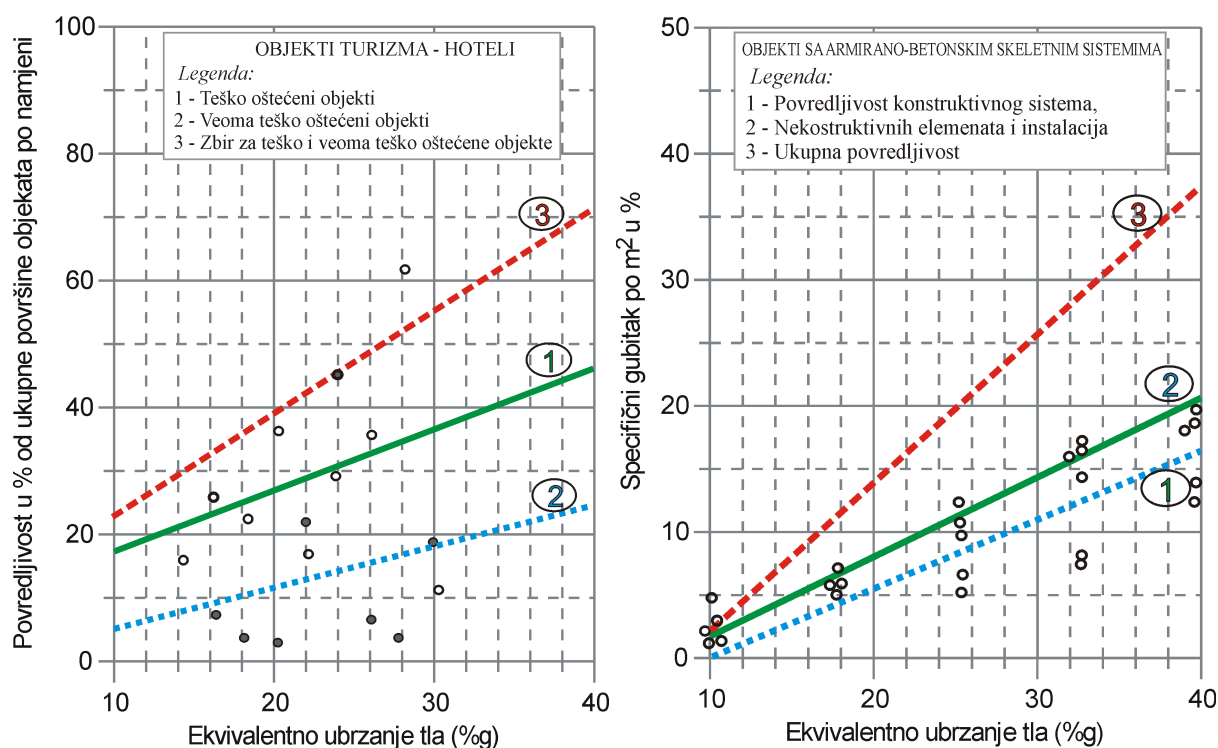 Povredljivost u % od ukupne površine objekata po namjeni
100
80
60
40
20
0
OBJEKTI TURIZMA - HOTELI
Legenda:
1 - Teško oštećeni objekti
2 - Veoma teško oštećeni objekti
3 - Zbir za teško i veoma teško oštećene objekte
3
1
2
10 20 30 40
Ekvivalentno ubrzanje tla (%g)
Specifični gubitak po m² u %
50
40
30
20
10
0
OBJEKTI SA ARMIRANO-BETONSKIM SKELETNIM SISTEMIMA
Legenda:
1 - Povredljivost konstruktivnog sistema,
2 - Nekostruktivnih elemenata i instalacija
3 - Ukupna povredljivost
3
2
1
10 20 30 40
Ekvivalentno ubrzanje tla (%g)